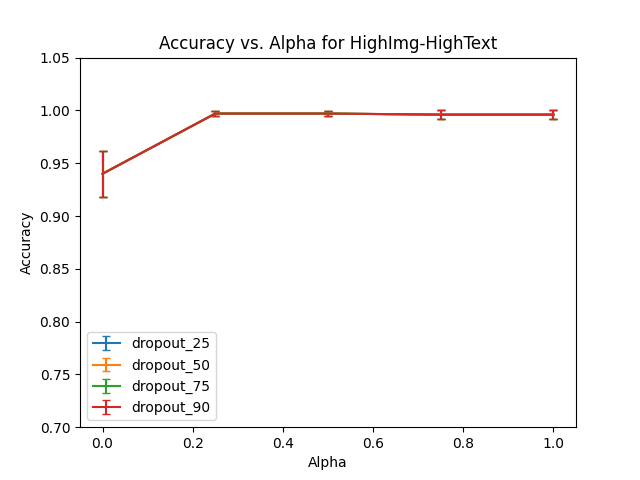 Accuracy vs. Alpha for HighImg-HighText
1.05
1.00
0.95
0.90
0.85
0.80
0.75
0.70
Accuracy
dropout_25
dropout_50
dropout_75
dropout_90
0.0 0.2 0.4 0.6 0.8 1.0
Alpha